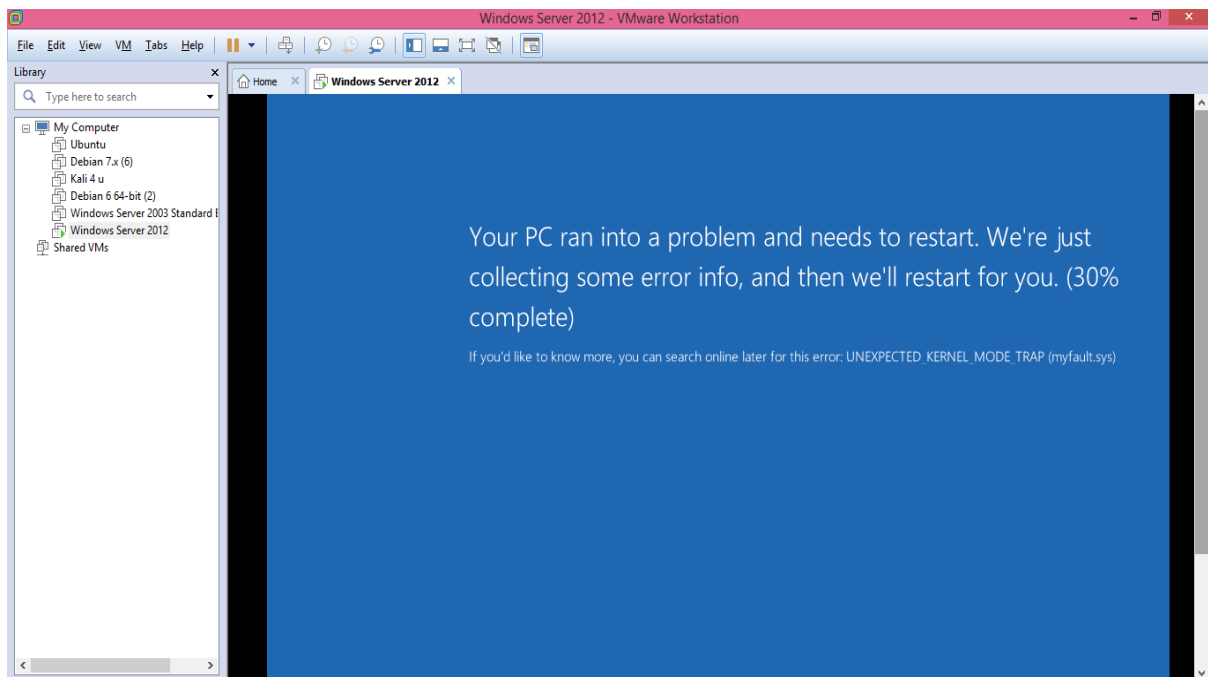 Windows Server 2012 - VMware Workstation
File Edit View VM Tabs Help
Library
Type here to search
My Computer
Ubuntu
Debian 7.x (6)
Kali 4 u
Debian 6 64-bit (2)
Windows Server 2003 Standard E
Windows Server 2012
Shared VMs
Home
Windows Server 2012
Your PC ran into a problem and needs to restart. We're just
collecting some error info, and then we'll restart for you. (30%
complete)
If you'd like to know more, you can search online later for this error: UNEXPECTED_KERNEL_MODE_TRAP (myfault.sys)